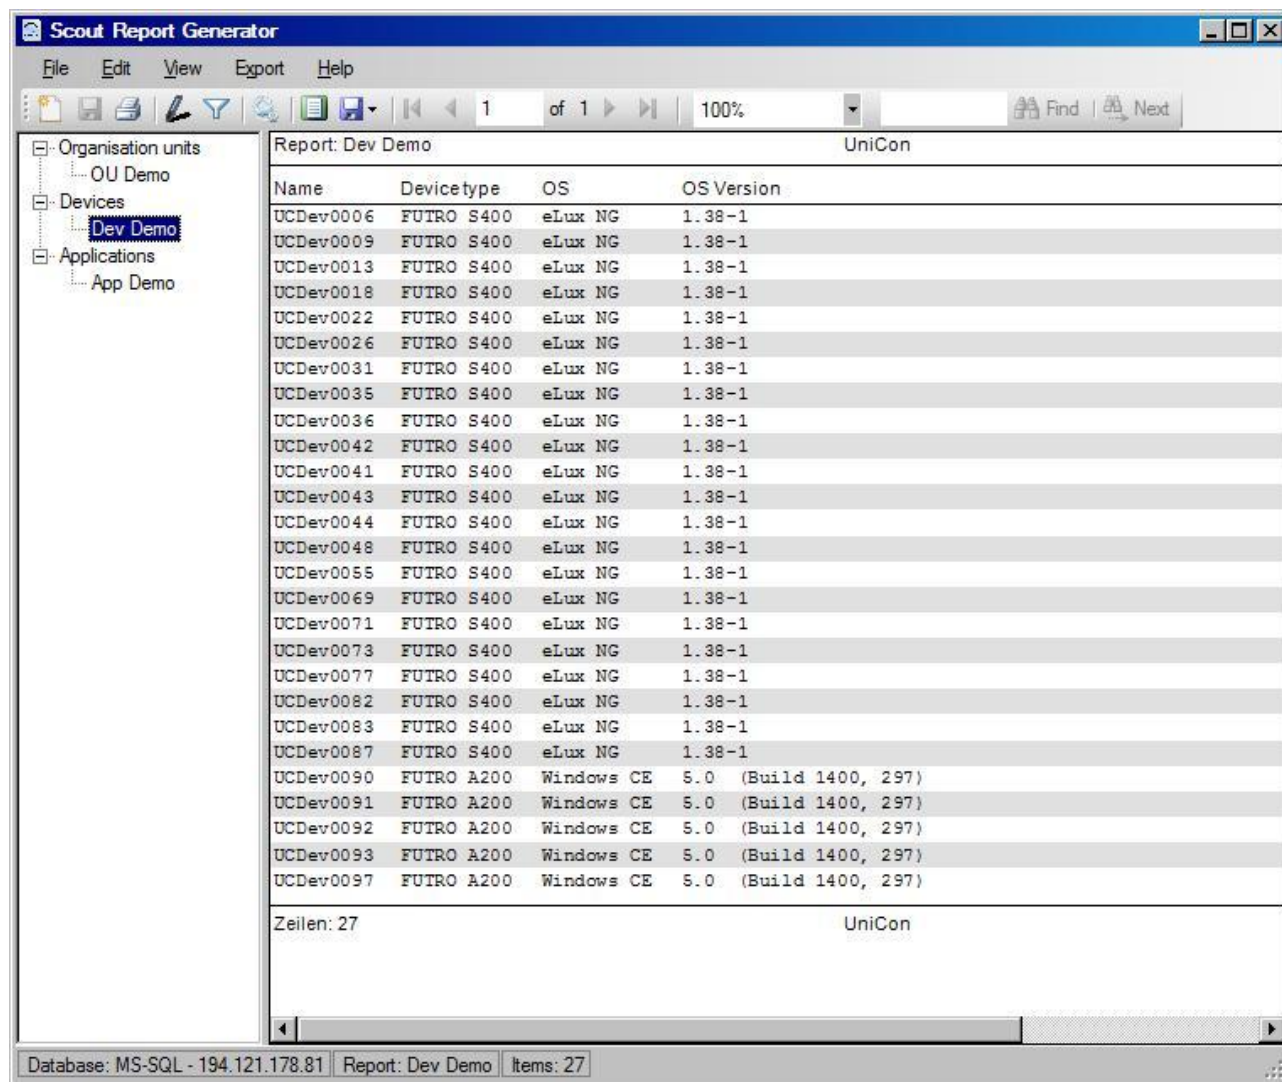 Scout Report Generator
File Edit View Export Help
1 of 1 100% Find Next
Organisation units
OU Demo
Devices
Dev Demo
Applications
App Demo
Report: Dev Demo UniCon
Name Devicetype OS OS Version
UCDev0006 FUTRO S400 eLux NG 1.38-1
UCDev0009 FUTRO S400 eLux NG 1.38-1
UCDev0013 FUTRO S400 eLux NG 1.38-1
UCDev0018 FUTRO S400 eLux NG 1.38-1
UCDev0022 FUTRO S400 eLux NG 1.38-1
UCDev0026 FUTRO S400 eLux NG 1.38-1
UCDev0031 FUTRO S400 eLux NG 1.38-1
UCDev0035 FUTRO S400 eLux NG 1.38-1
UCDev0036 FUTRO S400 eLux NG 1.38-1
UCDev0042 FUTRO S400 eLux NG 1.38-1
UCDev0041 FUTRO S400 eLux NG 1.38-1
UCDev0043 FUTRO S400 eLux NG 1.38-1
UCDev0044 FUTRO S400 eLux NG 1.38-1
UCDev0048 FUTRO S400 eLux NG 1.38-1
UCDev0055 FUTRO S400 eLux NG 1.38-1
UCDev0069 FUTRO S400 eLux NG 1.38-1
UCDev0071 FUTRO S400 eLux NG 1.38-1
UCDev0073 FUTRO S400 eLux NG 1.38-1
UCDev0077 FUTRO S400 eLux NG 1.38-1
UCDev0082 FUTRO S400 eLux NG 1.38-1
UCDev0083 FUTRO S400 eLux NG 1.38-1
UCDev0087 FUTRO S400 eLux NG 1.38-1
UCDev0090 FUTRO A200 Windows CE 5.0 (Build 1400, 297)
UCDev0091 FUTRO A200 Windows CE 5.0 (Build 1400, 297)
UCDev0092 FUTRO A200 Windows CE 5.0 (Build 1400, 297)
UCDev0093 FUTRO A200 Windows CE 5.0 (Build 1400, 297)
UCDev0097 FUTRO A200 Windows CE 5.0 (Build 1400, 297)
Zeilen: 27 UniCon
Database: MS-SQL - 194.121.178.81 Report: Dev Demo Items: 27